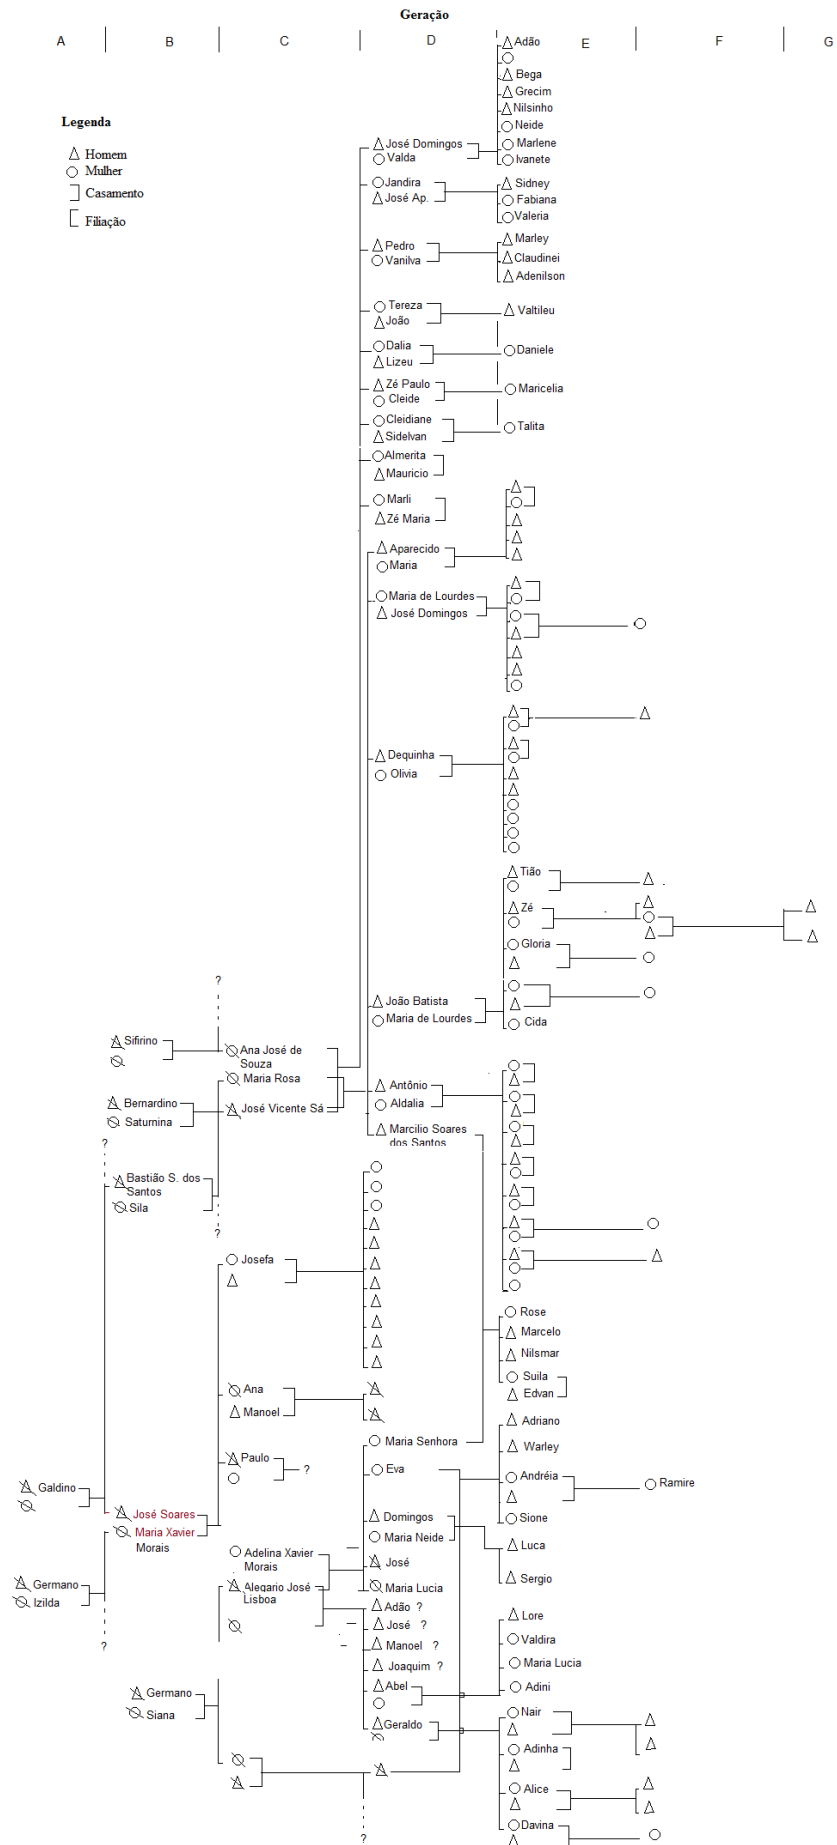 Geração
A B C D E F G
Legenda
Homem
Mulher
Casamento
Filiação
Adão
Bega
Grecim
Nilsinho
Neide
Marlene
Ivanete
José Domingos
Valda
Jandira
José Ap.
Sidney
Fabiana
Valeria
Pedro
Vanilva
Marley
Claudinei
Adenilson
Tereza
João
Valtileu
Dalia
Lizeu
Daniele
Zé Paulo
Cleide
Maricelia
Cleidiane
Sidelvan
Talita
Almerita
Mauricio
Marli
Zé Maria
Aparecido
Maria
Maria de Lourdes
José Domingos
Dequinha
Olivia
Tião
Zé
Gloria
Cida
João Batista
Maria de Lourdes
?
Sifirino
Ana José de
Souza
Maria Rosa
Bernardino
Saturnina
José Vicente Sá
Antônio
Aldalia
Marcilio Soares
dos Santos
?
Bastião S. dos
Santos
Sila
?
Josefa
Rose
Marcelo
Nilsmar
Suila
Edvan
Ana
Manoel
Paulo
?
Maria Senhora
Eva
Adriano
Warley
Andréia
Ramire
Sione
Galdino
José Soares
Maria Xavier
Morais
Domingos
Maria Neide
Luca
Sergio
Adelina Xavier
Morais
José
Maria Lucia
Germano
Izilda
?
Alegario José
Lisboa
Adão ?
José ?
Manoel ?
Joaquim ?
Abel
Lore
Valdira
Maria Lucia
Adini
Germano
Siana
Geraldo
Nair
Adinha
Alice
Davina
?